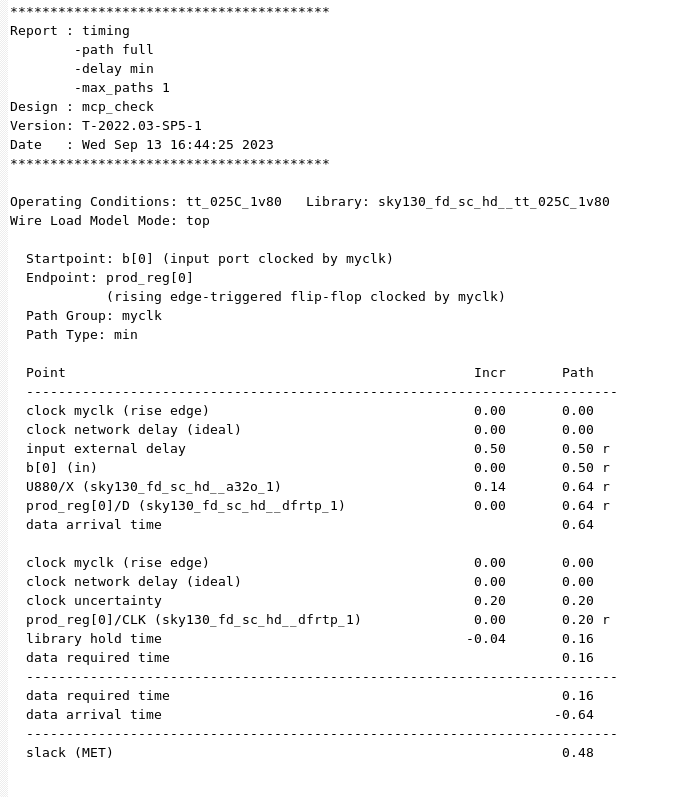 ****************************************
Report : timing
        -path full
        -delay min
        -max_paths 1
Design : mcp_check
Version: T-2022.03-SP5-1
Date   : Wed Sep 13 16:44:25 2023
****************************************

Operating Conditions: tt_025C_1v80   Library: sky130_fd_sc_hd__tt_025C_1v80
Wire Load Model Mode: top

  Startpoint: b[0] (input port clocked by myclk)
  Endpoint: prod_reg[0]
            (rising edge-triggered flip-flop clocked by myclk)
  Path Group: myclk
  Path Type: min

  Point                                                   Incr       Path
  --------------------------------------------------------------------------
  clock myclk (rise edge)                                 0.00       0.00
  clock network delay (ideal)                             0.00       0.00
  input external delay                                    0.50       0.50 r
  b[0] (in)                                               0.00       0.50 r
  U880/X (sky130_fd_sc_hd__a32o_1)                        0.14       0.64 r
  prod_reg[0]/D (sky130_fd_sc_hd__dfrtp_1)                0.00       0.64 r
  data arrival time                                                  0.64

  clock myclk (rise edge)                                 0.00       0.00
  clock network delay (ideal)                             0.00       0.00
  clock uncertainty                                       0.20       0.20
  prod_reg[0]/CLK (sky130_fd_sc_hd__dfrtp_1)              0.00       0.20 r
  library hold time                                      -0.04       0.16
  data required time                                                 0.16
  --------------------------------------------------------------------------
  data required time                                                 0.16
  data arrival time                                                 -0.64
  --------------------------------------------------------------------------
  slack (MET)                                                        0.48